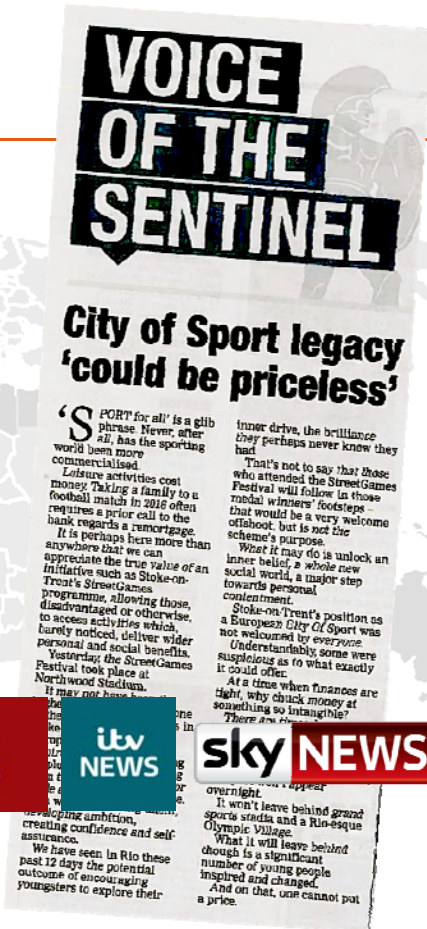 VOICE
OF THE
SENTINEL
City of Sport legacy
'could be priceless'
'SPORT for all' is a glib
phrase. Never, after
all, has the sporting
world been more
commercialised.
Leisure activities cost
money. Taking a family to a
football match in 2016 often
requires a prior call to the
bank regards a remortgage.
It is perhaps here more than
anywhere that we can
appreciate the true value of an
initiative such as Stoke-on-
Trent's StreetGames
programme, allowing those,
disadvantaged or otherwise,
to access activities which,
barely noticed, deliver wider
personal and social benefits.
Yesterday, the StreetGames
Festival took place at
Northwood Stadium.
It may not have
developing ambition,
creating confidence and self-
assurance.
We have seen in Rio these
past 12 days the potential
outcome of encouraging
youngsters to explore their
inner drive, the brilliance
they perhaps never knew they
had
That's not to say that those
who attended the StreetGames
Festival will follow in those
medal winners' footsteps –
that would be a very welcome
offshoot, but is not the
scheme's purpose.
What it may do is unlock an
inner belief, a whole new
social world, a major step
towards personal
contentment.
Stoke-on-Trent's position as
a European City Of Sport was
not welcomed by everyone.
Understandably, some were
suspicious as to what exactly
it could offer.
At a time when finances are
tight, why chuck money at
something so intangible?
There are
appear
overnight.
It won't leave behind grand
sports stadia and a Rio-esque
Olympic Village.
What it will leave behind
though is a significant
number of young people
inspired and changed.
And on that, one cannot put
a price.
itv
NEWS
sky NEWS